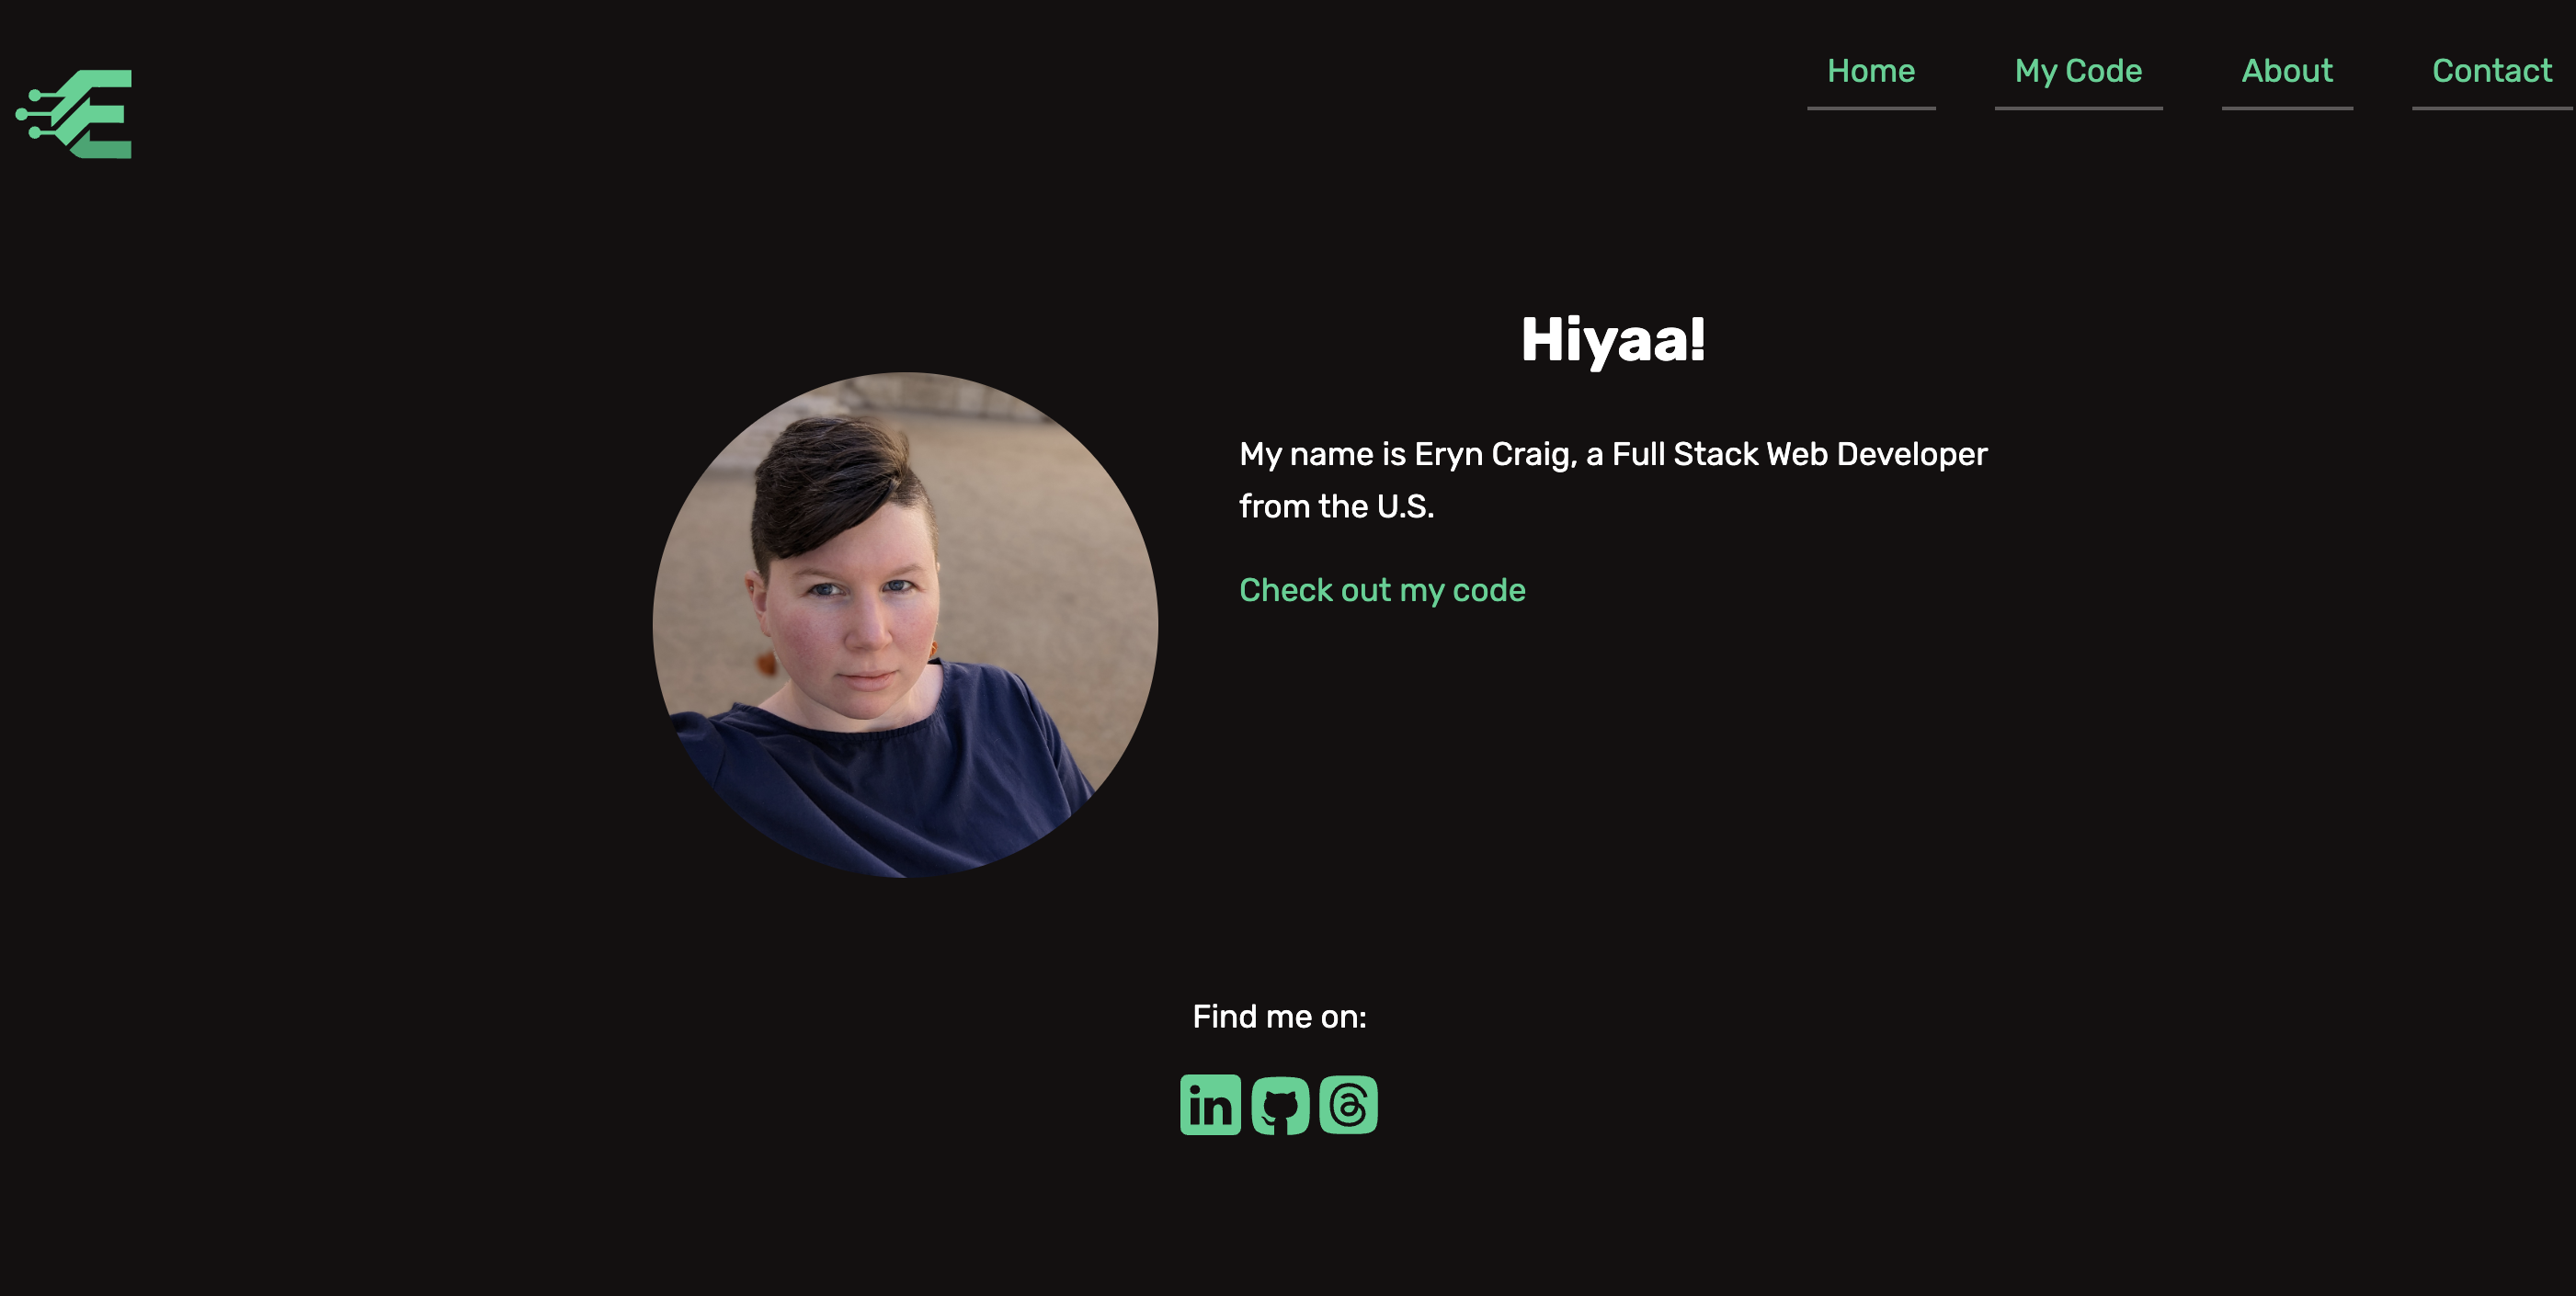 Home
My Code
About
Contact
Hiyaa!
My name is Eryn Craig, a Full Stack Web Developer
from the U.S.
Check out my code
Find me on:
in